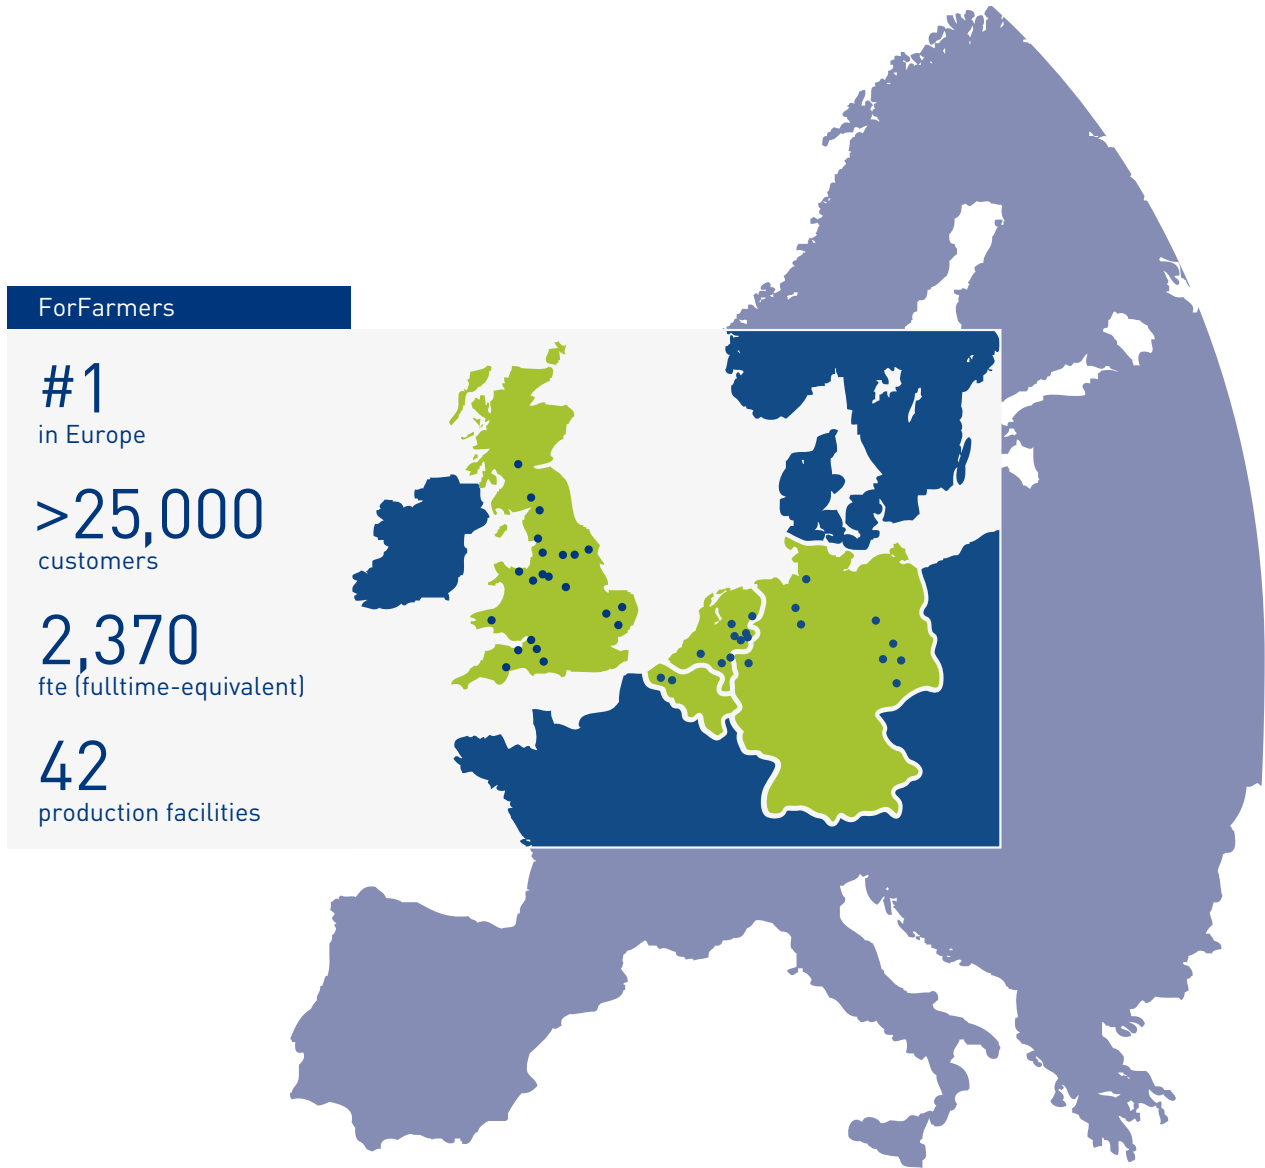 ForFarmers
#1
in Europe
>25,000
customers
2,370
fte (fulltime-equivalent)
42
production facilities